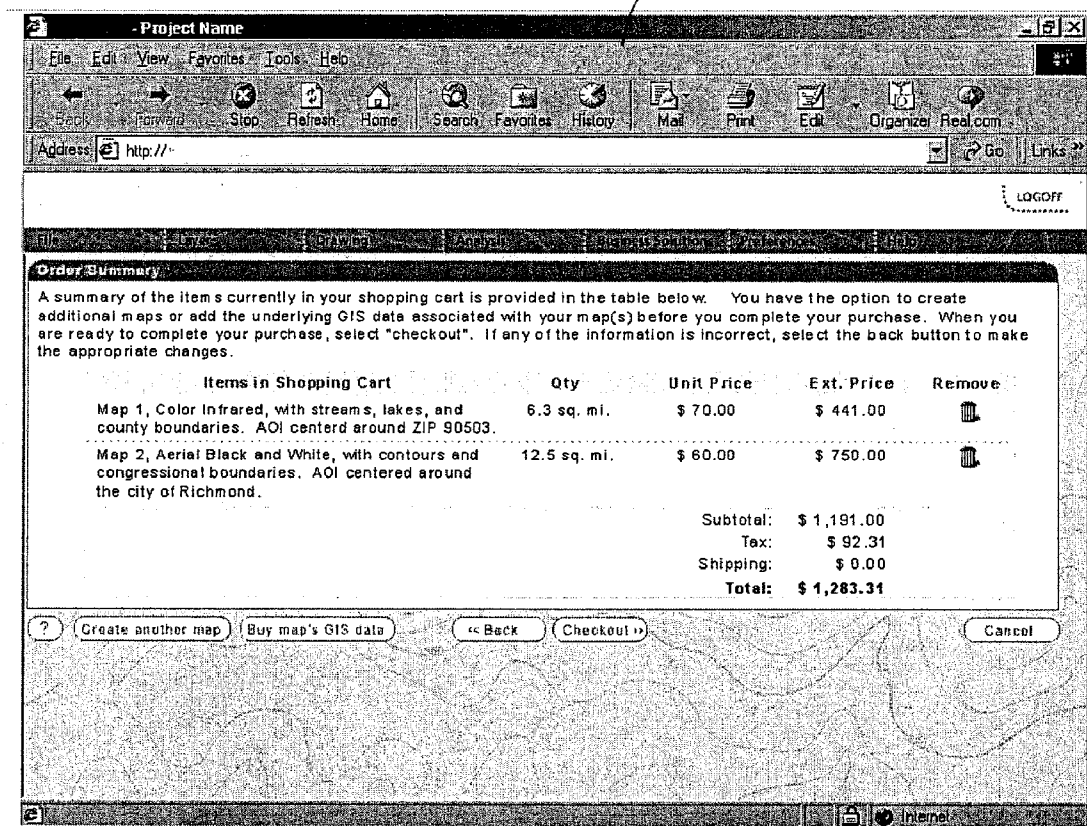 - Project Name
File Edit View Favorites Tools Help
Back Forward Stop Refresh Home Search Favorites History Mail Print Edit Organizer Real.com
Address http:// Go Links »
LOGOFF
File Layers Drawing Analysis Business Solutions Preferences Help
Order Summary
A summary of the items currently in your shopping cart is provided in the table below. You have the option to create
additional maps or add the underlying GIS data associated with your map(s) before you complete your purchase. When you
are ready to complete your purchase, select "checkout". If any of the information is incorrect, select the back button to make
the appropriate changes.
Items in Shopping Cart Qty Unit Price Ext. Price Remove
Map 1, Color Infrared, with streams, lakes, and 6.3 sq. mi. $ 70.00 $ 441.00
county boundaries. AOI centerd around ZIP 90503.
Map 2, Aerial Black and White, with contours and 12.5 sq. mi. $ 60.00 $ 750.00
congressional boundaries. AOI centered around
the city of Richmond.
Subtotal: $ 1,191.00
Tax: $ 92.31
Shipping: $ 0.00
Total: $ 1,283.31
? Create another map Buy map's GIS data << Back Checkout >> Cancel
Internet